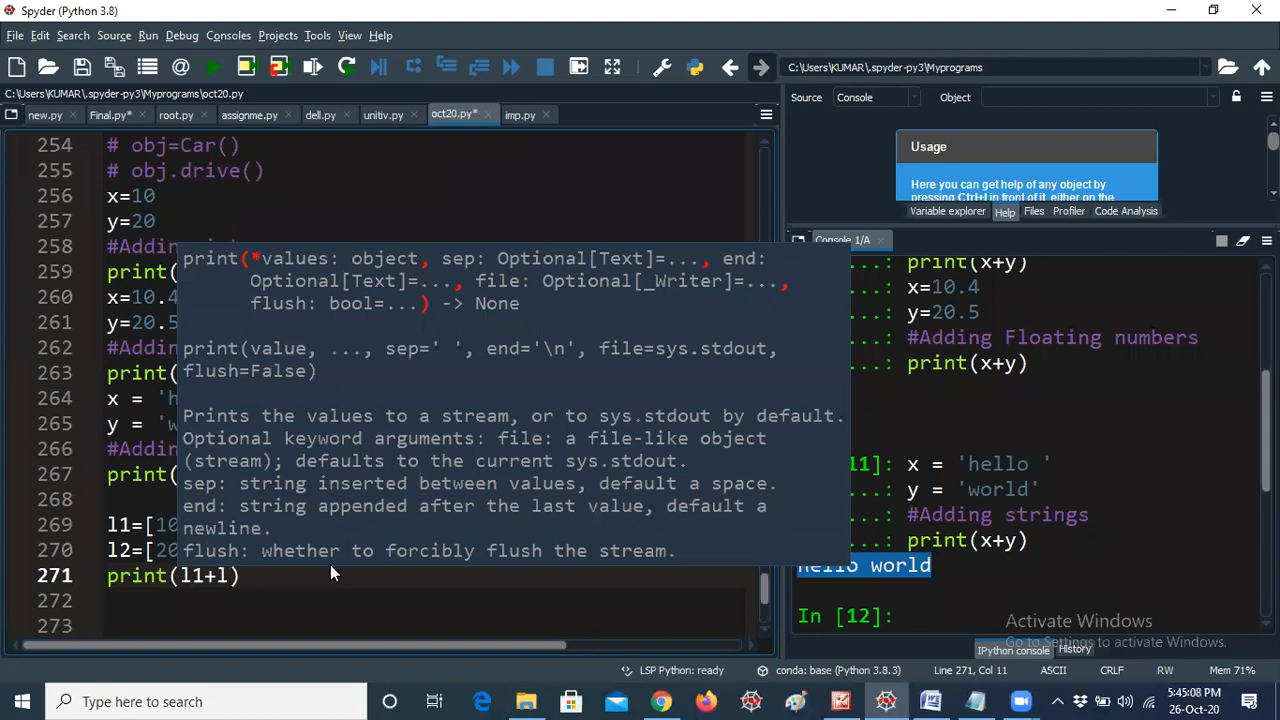 Spyder (Python 3.8)
File Edit Search Source Run Debug Consoles Projects Tools View Help
C:\Users\KUMAR\.spyder-py3\Myprograms
C:\Users\KUMAR\.spyder-py3\Myprograms\oct20.py
new.py Final.py* root.py assignme.py dell.py unitiv.py oct20.py* imp.py
Source Console Object
Usage
Here you can get help of any object by
pressing Ctrl+I in front of it, either on the
Variable explorer Help Files Profiler Code Analysis
Console 1/A
254 # obj=Car()
255 # obj.drive()
256 x=10
257 y=20
258 #Adding
259 print(
260 x=10.4
261 y=20.5
262 #Addin
263 print(
264 x = 'h
265 y = 'w
266 #Addin
267 print(
268
269 l1=[10
270 l2=[20
271 print(l1+l)
272
273
print(*values: object, sep: Optional[Text]=..., end:
Optional[Text]=..., file: Optional[_Writer]=...,
flush: bool=...) -> None
print(value, ..., sep=' ', end='\n', file=sys.stdout,
flush=False)
Prints the values to a stream, or to sys.stdout by default.
Optional keyword arguments: file: a file-like object
(stream); defaults to the current sys.stdout.
sep: string inserted between values, default a space.
end: string appended after the last value, default a
newline.
flush: whether to forcibly flush the stream.
...: print(x+y)
...: x=10.4
...: y=20.5
...: #Adding Floating numbers
...: print(x+y)
11]: x = 'hello '
...: y = 'world'
...: #Adding strings
...: print(x+y)
hello world
In [12]:
Activate Windows
Go to Settings to activate Windows.
IPython console History
LSP Python: ready conda: base (Python 3.8.3) Line 271, Col 11 ASCII CRLF RW Mem 71%
Type here to search
5:45:08 PM
26-Oct-20